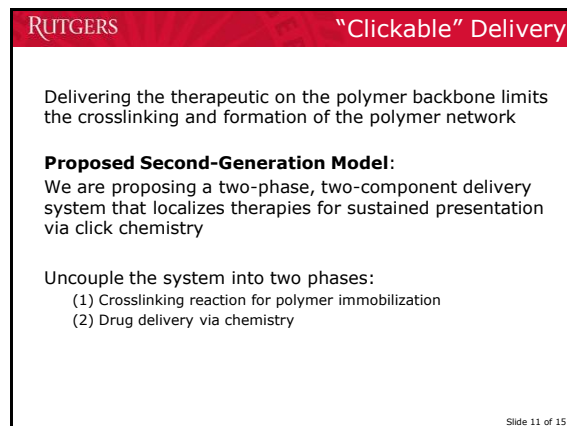 RUTGERS
"Clickable" Delivery
Delivering the therapeutic on the polymer backbone limits
the crosslinking and formation of the polymer network
Proposed Second-Generation Model:
We are proposing a two-phase, two-component delivery
system that localizes therapies for sustained presentation
via click chemistry
Uncouple the system into two phases:
(1) Crosslinking reaction for polymer immobilization
(2) Drug delivery via chemistry
Slide 11 of 15